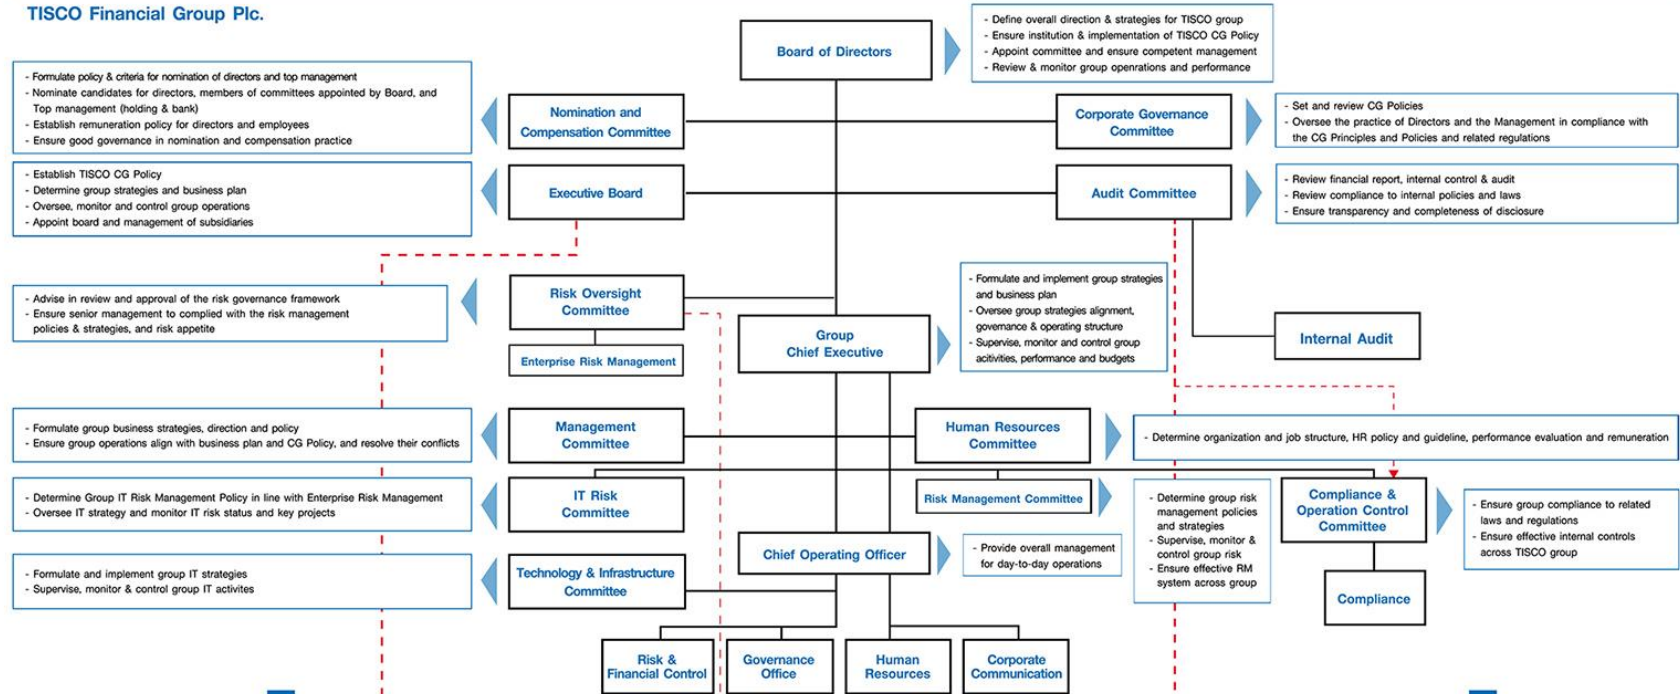 TISCO Financial Group Plc.
Board of Directors
- Define overall direction & strategies for TISCO group
- Ensure institution & implementation of TISCO CG Policy
- Appoint committee and ensure competent management
- Review & monitor group openrations and performance
- Formulate policy & criteria for nomination of directors and top management
- Nominate candidates for directors, members of committees appointed by Board, and
Top management (holding & bank)
- Establish remuneration policy for directors and employees
- Ensure good governance in nomination and compensation practice
Nomination and
Compensation Committee
Corporate Governance
Committee
- Set and review CG Policies
- Oversee the practice of Directors and the Management in compliance with
the CG Principles and Policies and related regulations
- Establish TISCO CG Policy
- Determine group strategies and business plan
- Oversee, monitor and control group operations
- Appoint board and management of subsidiaries
Executive Board
Audit Committee
- Review financial report, internal control & audit
- Review compliance to internal policies and laws
- Ensure transparency and completeness of disclosure
- Advise in review and approval of the risk governance framework
- Ensure senior management to complied with the risk management
policies & strategies, and risk appetite
Risk Oversight
Committee
Enterprise Risk Management
Group
Chief Executive
- Formulate and implement group strategies
and business plan
- Oversee group strategies alignment,
governance & operating structure
- Supervise, monitor and control group
acitivities, performance and budgets
Internal Audit
- Formulate group business strategies, direction and policy
- Ensure group operations align with business plan and CG Policy, and resolve their conflicts
Management
Committee
Human Resources
Committee
- Determine organization and job structure, HR policy and guideline, performance evaluation and remuneration
- Determine Group IT Risk Management Policy in line with Enterprise Risk Management
- Oversee IT strategy and monitor IT risk status and key projects
IT Risk
Committee
Risk Management Committee
- Determine group risk
management policies
and strategies
- Supervise, monitor &
control group risk
- Ensure effective RM
system across group
Compliance &
Operation Control
Committee
- Ensure group compliance to related
laws and regulations
- Ensure effective internal controls
across TISCO group
Chief Operating Officer
- Provide overall management
for day-to-day operations
- Formulate and implement group IT strategies
- Supervise, monitor & control group IT activites
Technology & Infrastructure
Committee
Compliance
Risk &
Financial Control
Governance
Office
Human
Resources
Corporate
Communication